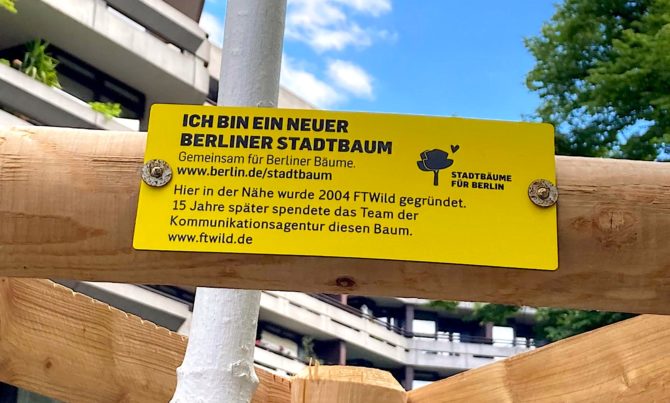 ICH BIN EIN NEUER
BERLINER STADTBAUM
Gemeinsam für Berliner Bäume.
www.berlin.de/stadtbaum
STADTBÄUME
FÜR BERLIN
Hier in der Nähe wurde 2004 FTWild gegründet.
15 Jahre später spendete das Team der
Kommunikationsagentur diesen Baum.
www.ftwild.de